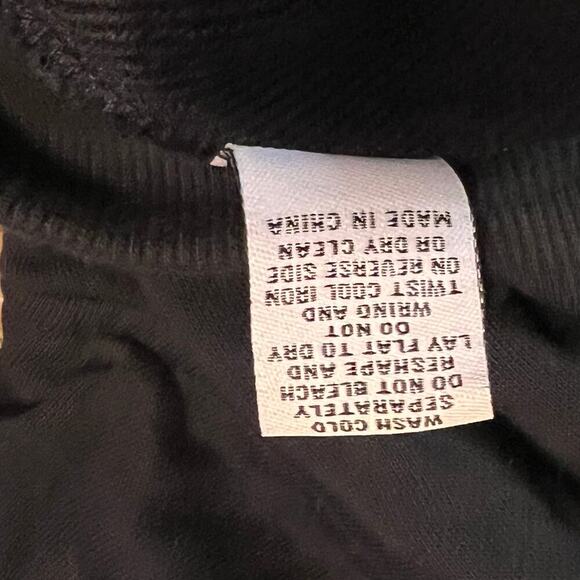 WASH COLD
SEPARATELY
DO NOT BLEACH
RESHAPE AND
LAY FLAT TO DRY
DO NOT
WRING AND
TWIST COOL IRON
ON REVERSE SIDE
OR DRY CLEAN
MADE IN CHINA